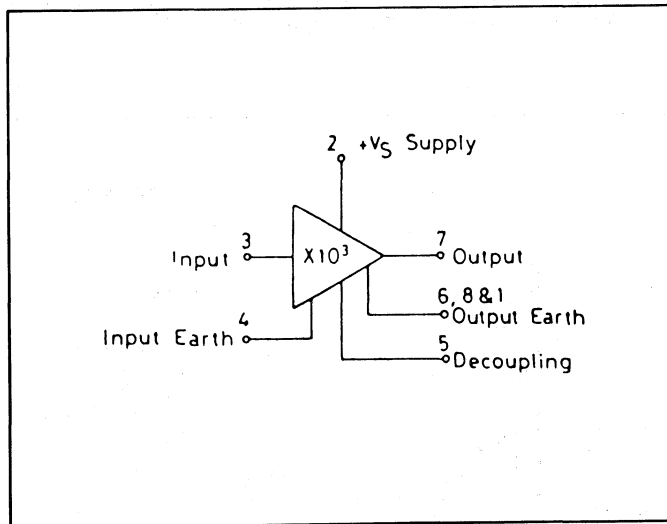 2 +VS Supply
3
Input
X10³
7
Output
6, 8 & 1
Output Earth
4
Input Earth
5
Decoupling